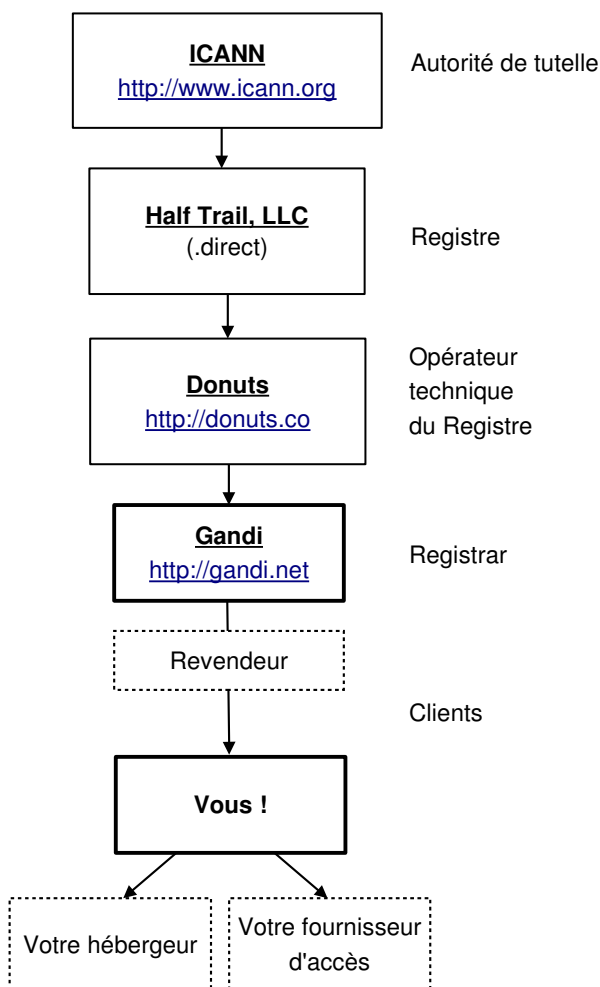 ICANN
http://www.icann.org
Autorité de tutelle
Half Trail, LLC
(.direct)
Registre
Donuts
http://donuts.co
Opérateur
technique
du Registre
Gandi
http://gandi.net
Registrar
Revendeur
Clients
Vous !
Votre hébergeur
Votre fournisseur
d'accès